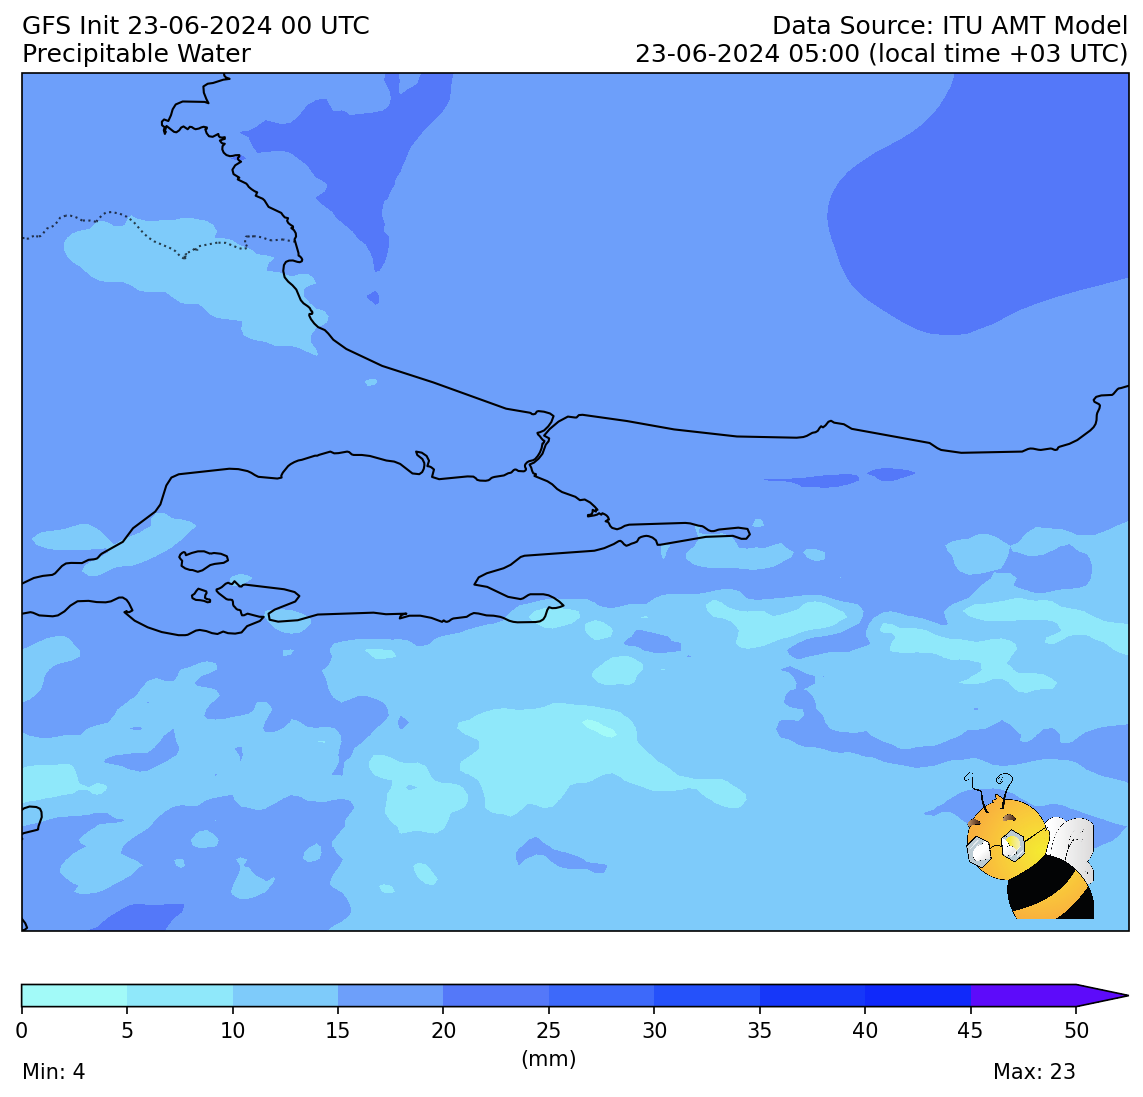 GFS Init 23-06-2024 00 UTC
Data Source: ITU AMT Model
Precipitable Water
23-06-2024 05:00 (local time +03 UTC)
0 5 10 15 20 25 30 35 40 45 50
(mm)
Min: 4
Max: 23